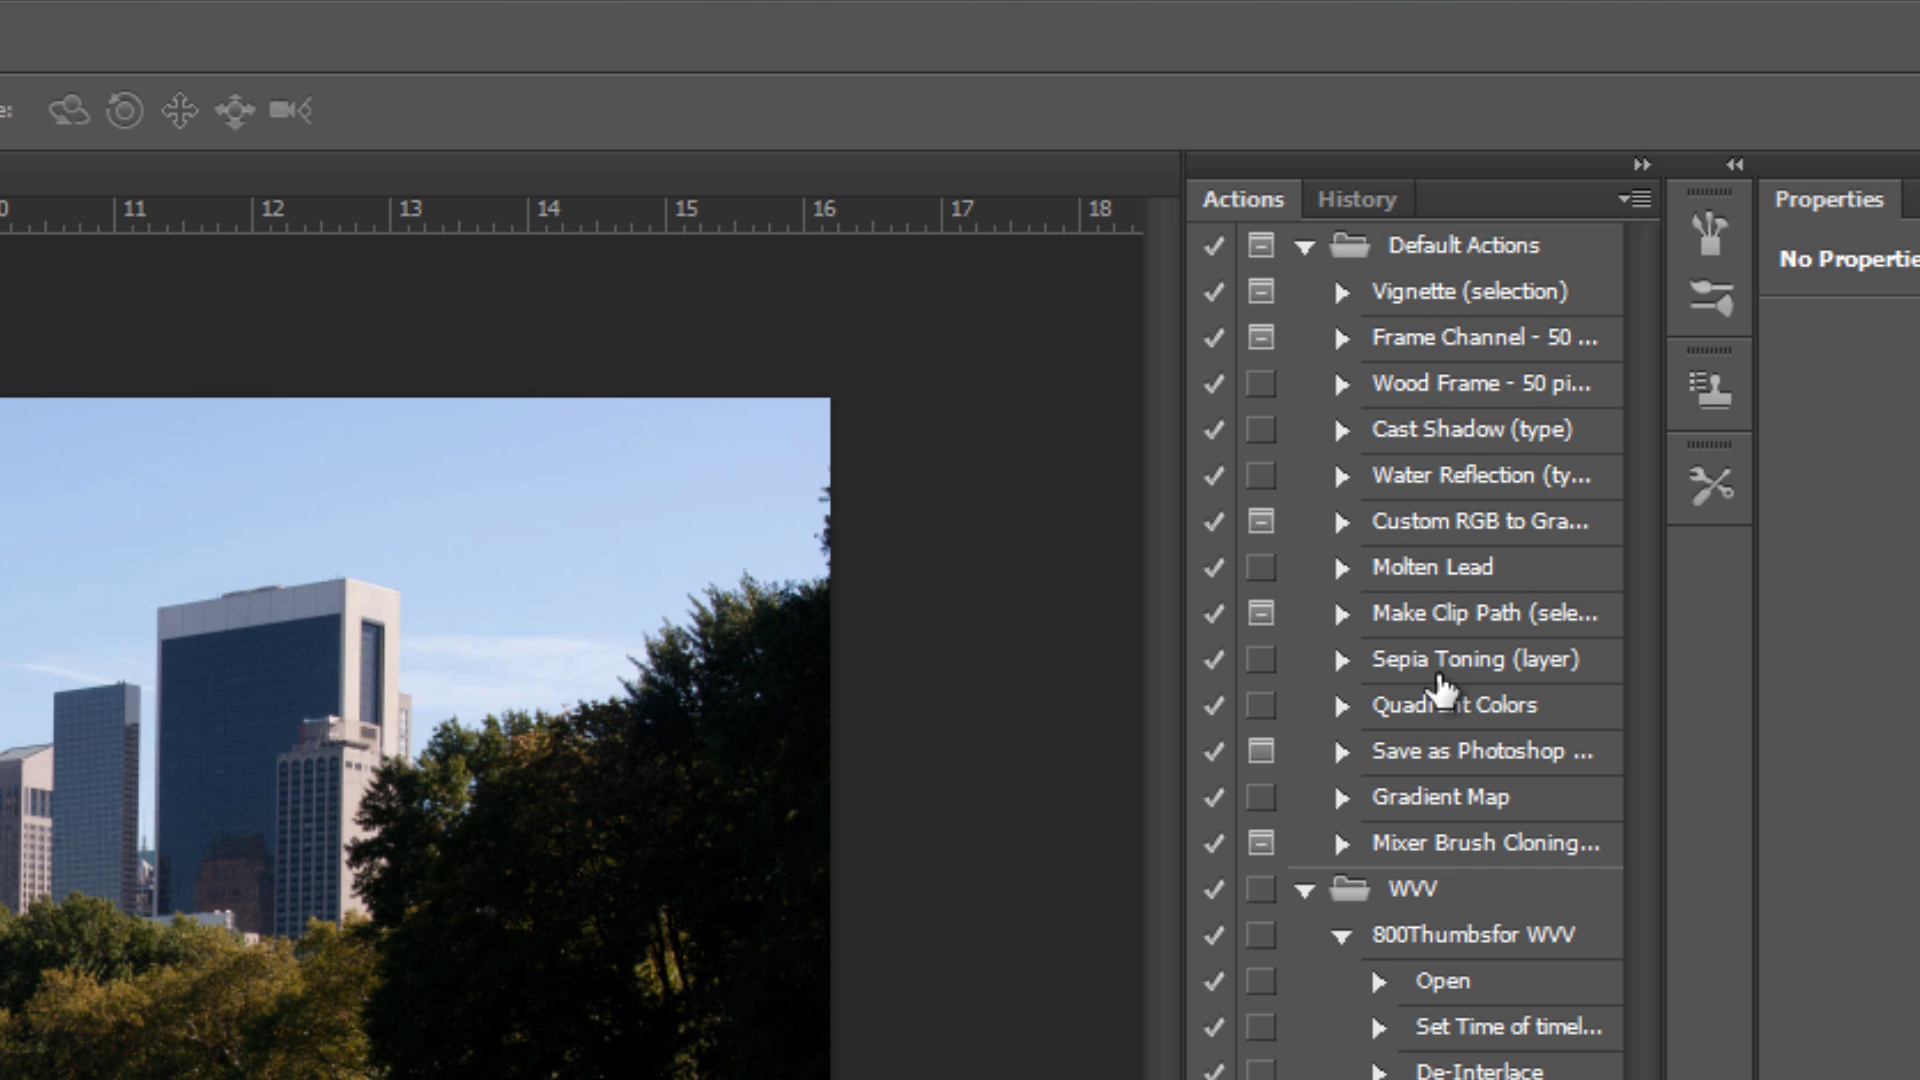 e:
0 11 12 13 14 15 16 17 18
Actions History
Properties
No Propertie
Default Actions
Vignette (selection)
Frame Channel - 50 ...
Wood Frame - 50 pi...
Cast Shadow (type)
Water Reflection (ty...
Custom RGB to Gra...
Molten Lead
Make Clip Path (sele...
Sepia Toning (layer)
Colors
Save as Photoshop ...
Gradient Map
Mixer Brush Cloning...
WVV
800Thumbsfor WVV
Open
Set Time of timel...
De-Interlace